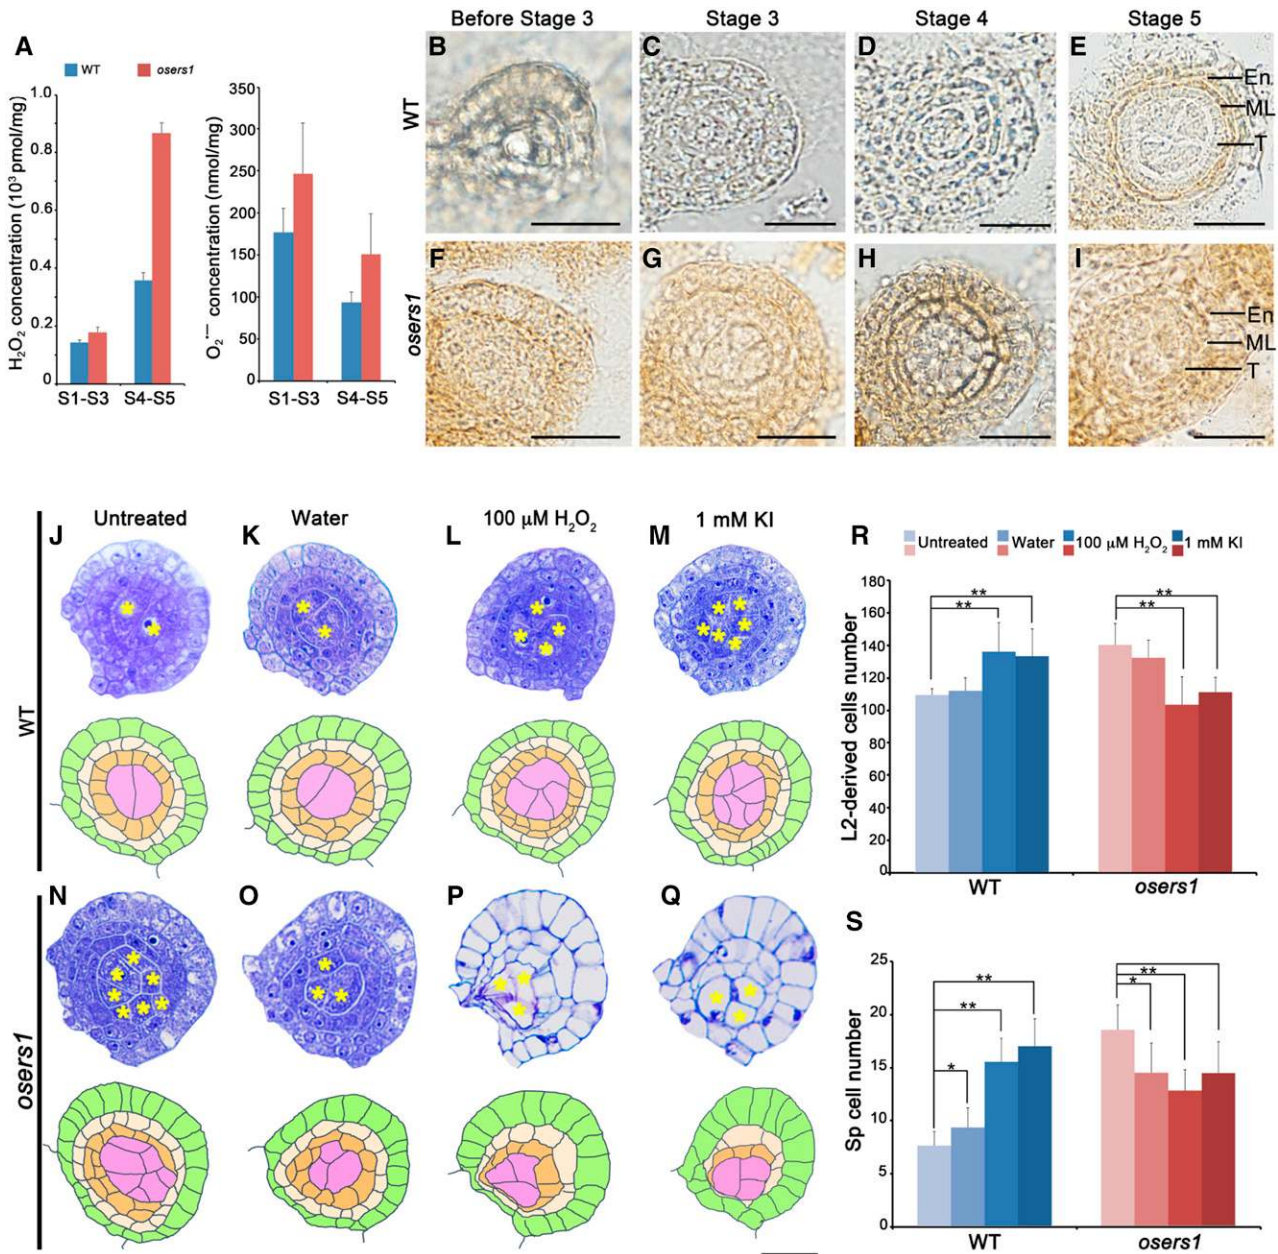 A
WT
osers1
H₂O₂ concentration (10³ pmol/mg)
1.0
0.8
0.6
0.4
0.2
0
S1-S3
S4-S5
O₂·— concentration (nmol/mg)
350
300
250
200
150
100
50
0
S1-S3
S4-S5
Before Stage 3
Stage 3
Stage 4
Stage 5
WT
B
C
D
E
En
ML
T
osers1
F
G
H
I
En
ML
T
Untreated
Water
100 μM H₂O₂
1 mM KI
WT
J
K
L
M
* *
* *
* * * * *
* * * * * *
osers1
N
O
P
Q
* * * * * * *
* * *
* * *
* * *
R
Untreated
Water
100 μM H₂O₂
1 mM KI
L2-derived cells number
180
160
140
120
100
80
60
40
20
0
**
**
**
**
WT
osers1
S
Sp cell number
25
20
15
10
5
0
**
**
*
**
*
WT
osers1